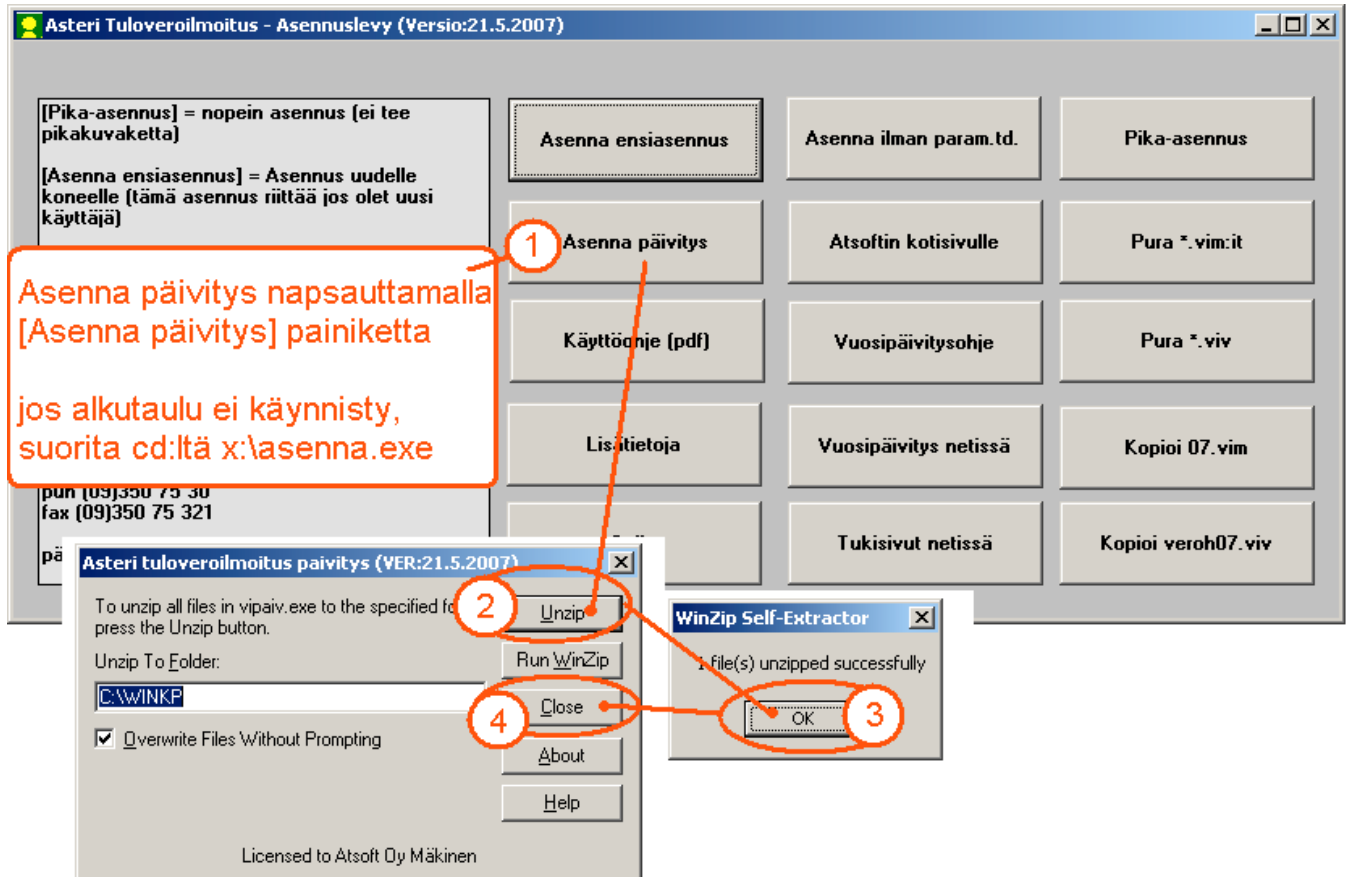 Asteri Tuloveroilmoitus - Asennuslevy (Versio:21.5.2007)
[Pika-asennus] = nopein asennus (ei tee
pikakuvaketta)
[Asenna ensiasennus] = Asennus uudelle
koneelle (tämä asennus riittää jos olet uusi
käyttäjä)
1
Asenna päivitys napsauttamalla
[Asenna päivitys] painiketta
jos alkutaulu ei käynnisty,
suorita cd:ltä x:\asenna.exe
puh (09)350 75 30
fax (09)350 75 321
Asenna ensiasennus
Asenna ilman param.td.
Pika-asennus
Asenna päivitys
Atsoftin kotisivulle
Pura *.vim:it
Käyttöohje (pdf)
Vuosipäivitysohje
Pura *.viv
Lisätietoja
Vuosipäivitys netissä
Kopioi 07.vim
Tukisivut netissä
Kopioi veroh07.viv
Asteri tuloveroilmoitus paivitys (VER:21.5.2007)
To unzip all files in vipaiv.exe to the specified
press the Unzip button.
Unzip To Folder:
C:\WINKP
Overwrite Files Without Prompting
2
Unzip
Run WinZip
4
Close
About
Help
Licensed to Atsoft Oy Mäkinen
WinZip Self-Extractor
1 file(s) unzipped successfully
OK
3